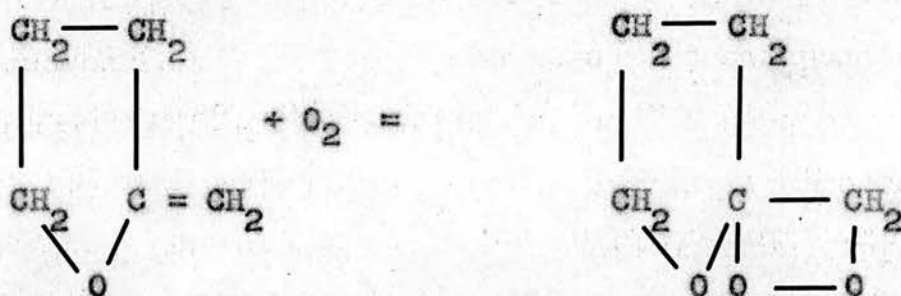 CH2 — CH2 CH2 — CH2
+ O2 =
CH2 C = CH2 CH2 C — CH2
O O O — O